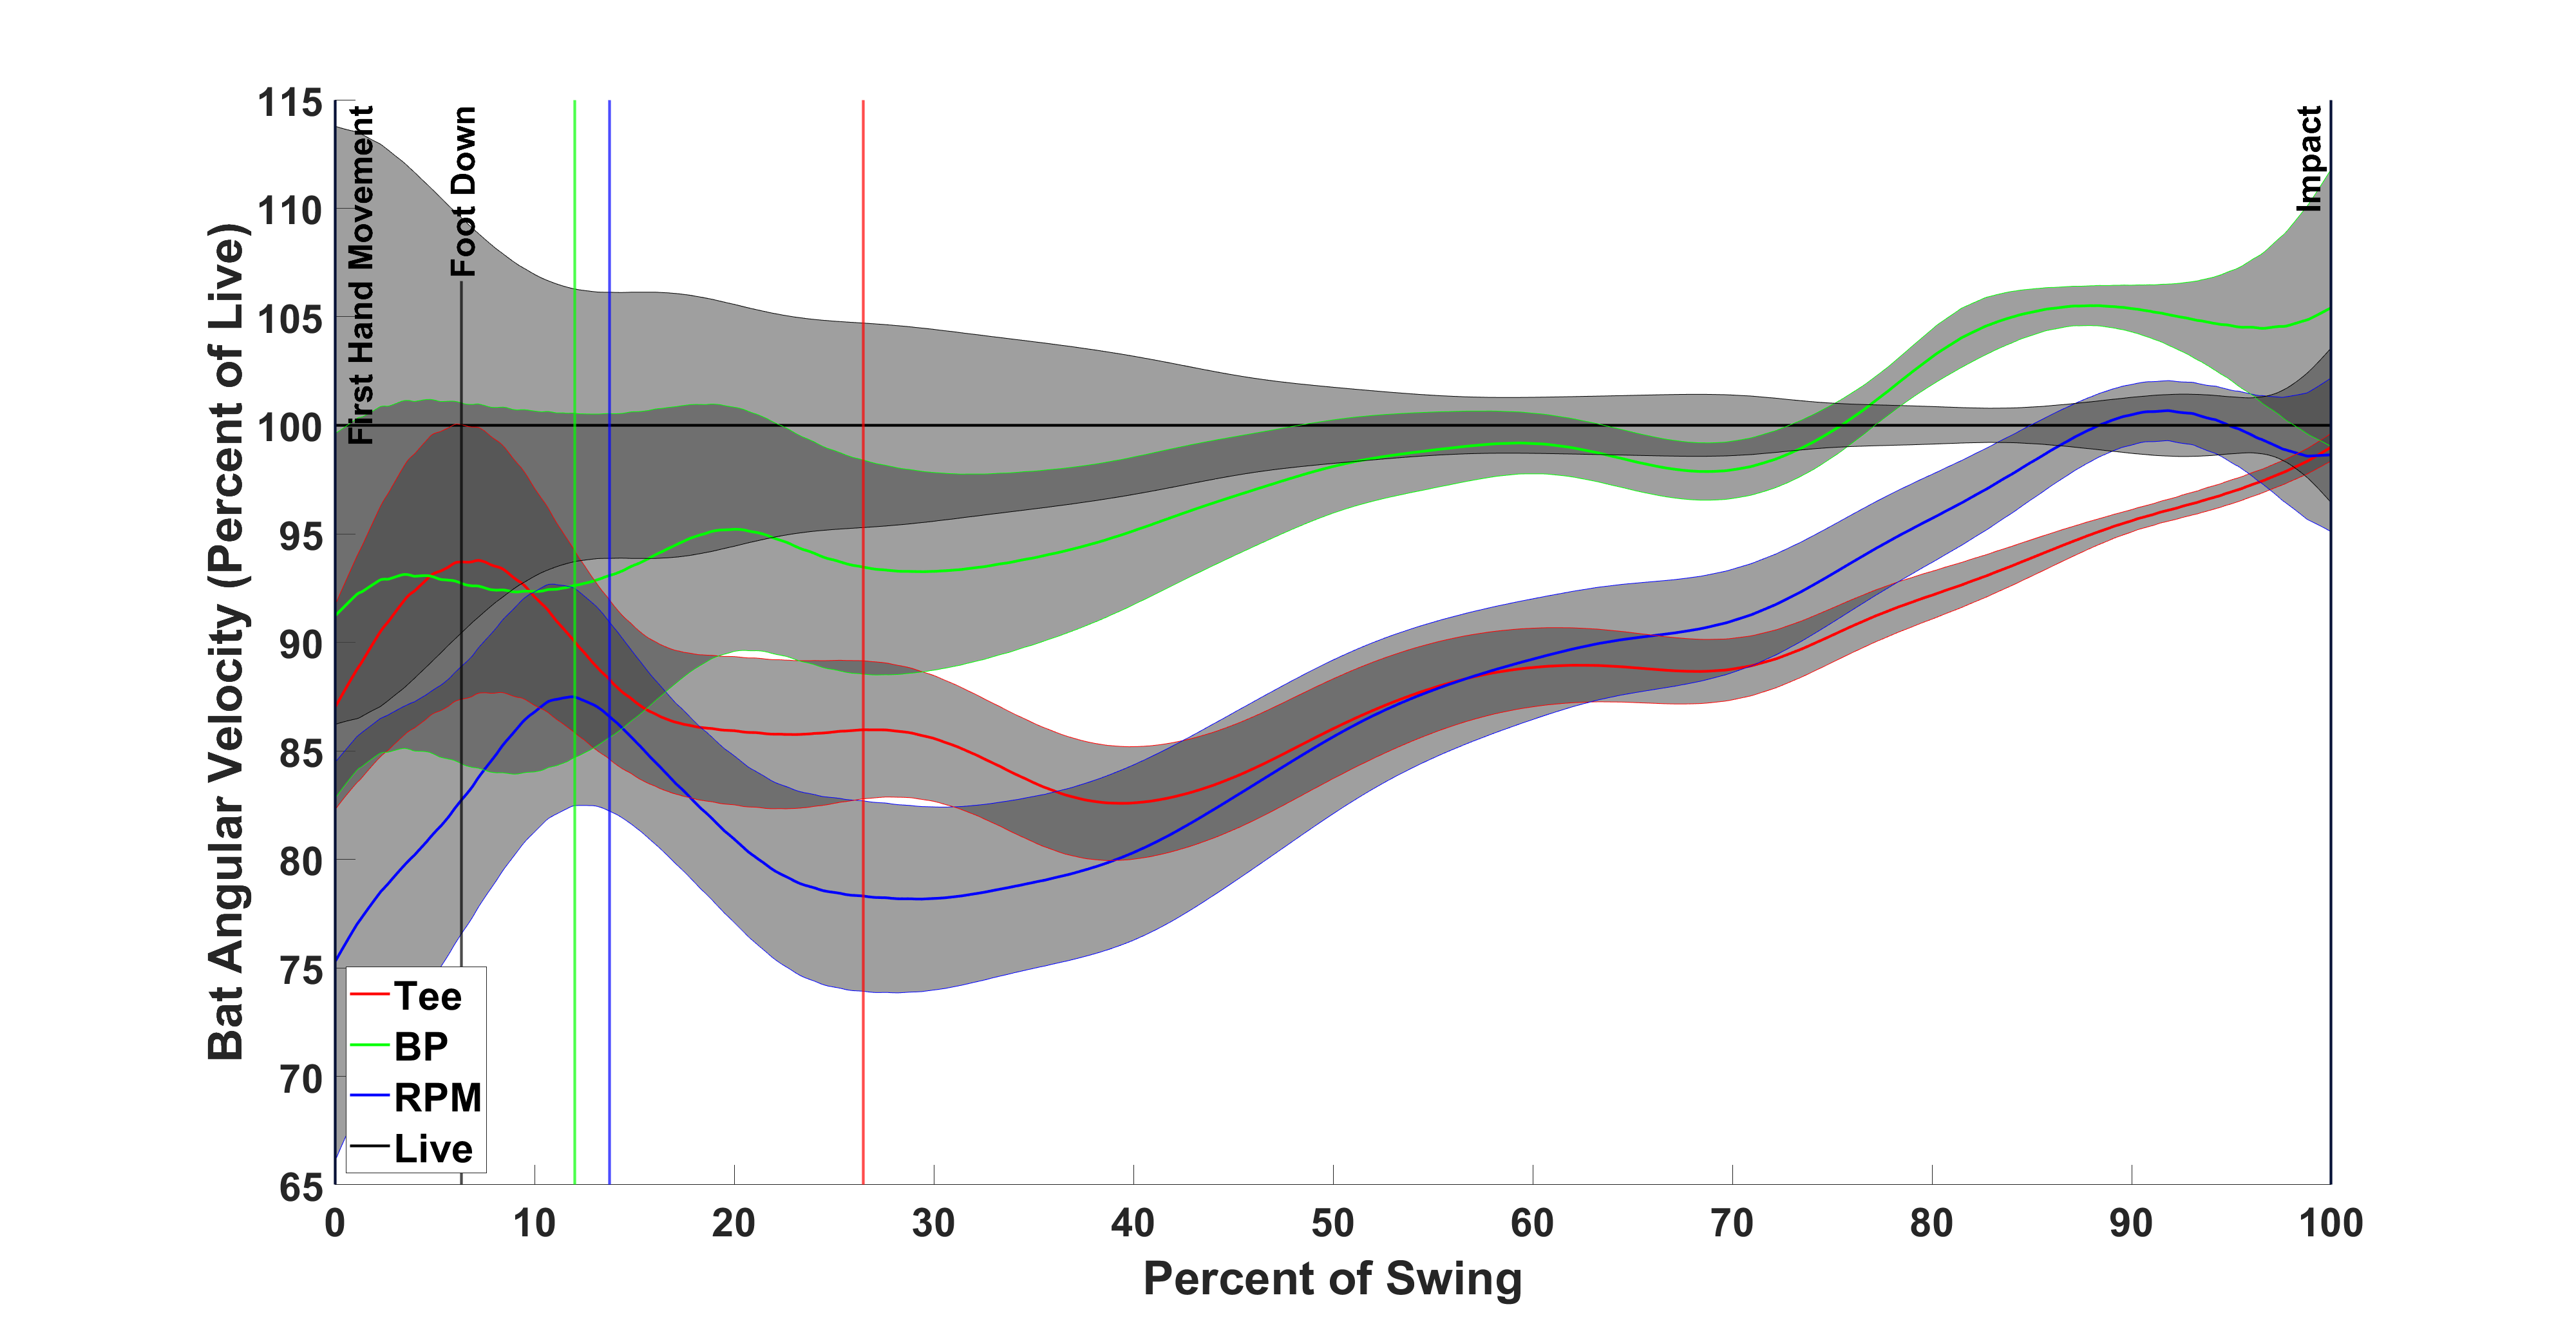 Bat Angular Velocity (Percent of Live)
115
110
105
100
95
90
85
80
75
70
65
First Hand Movement
Foot Down
Impact
Tee
BP
RPM
Live
0 10 20 30 40 50 60 70 80 90 100
Percent of Swing